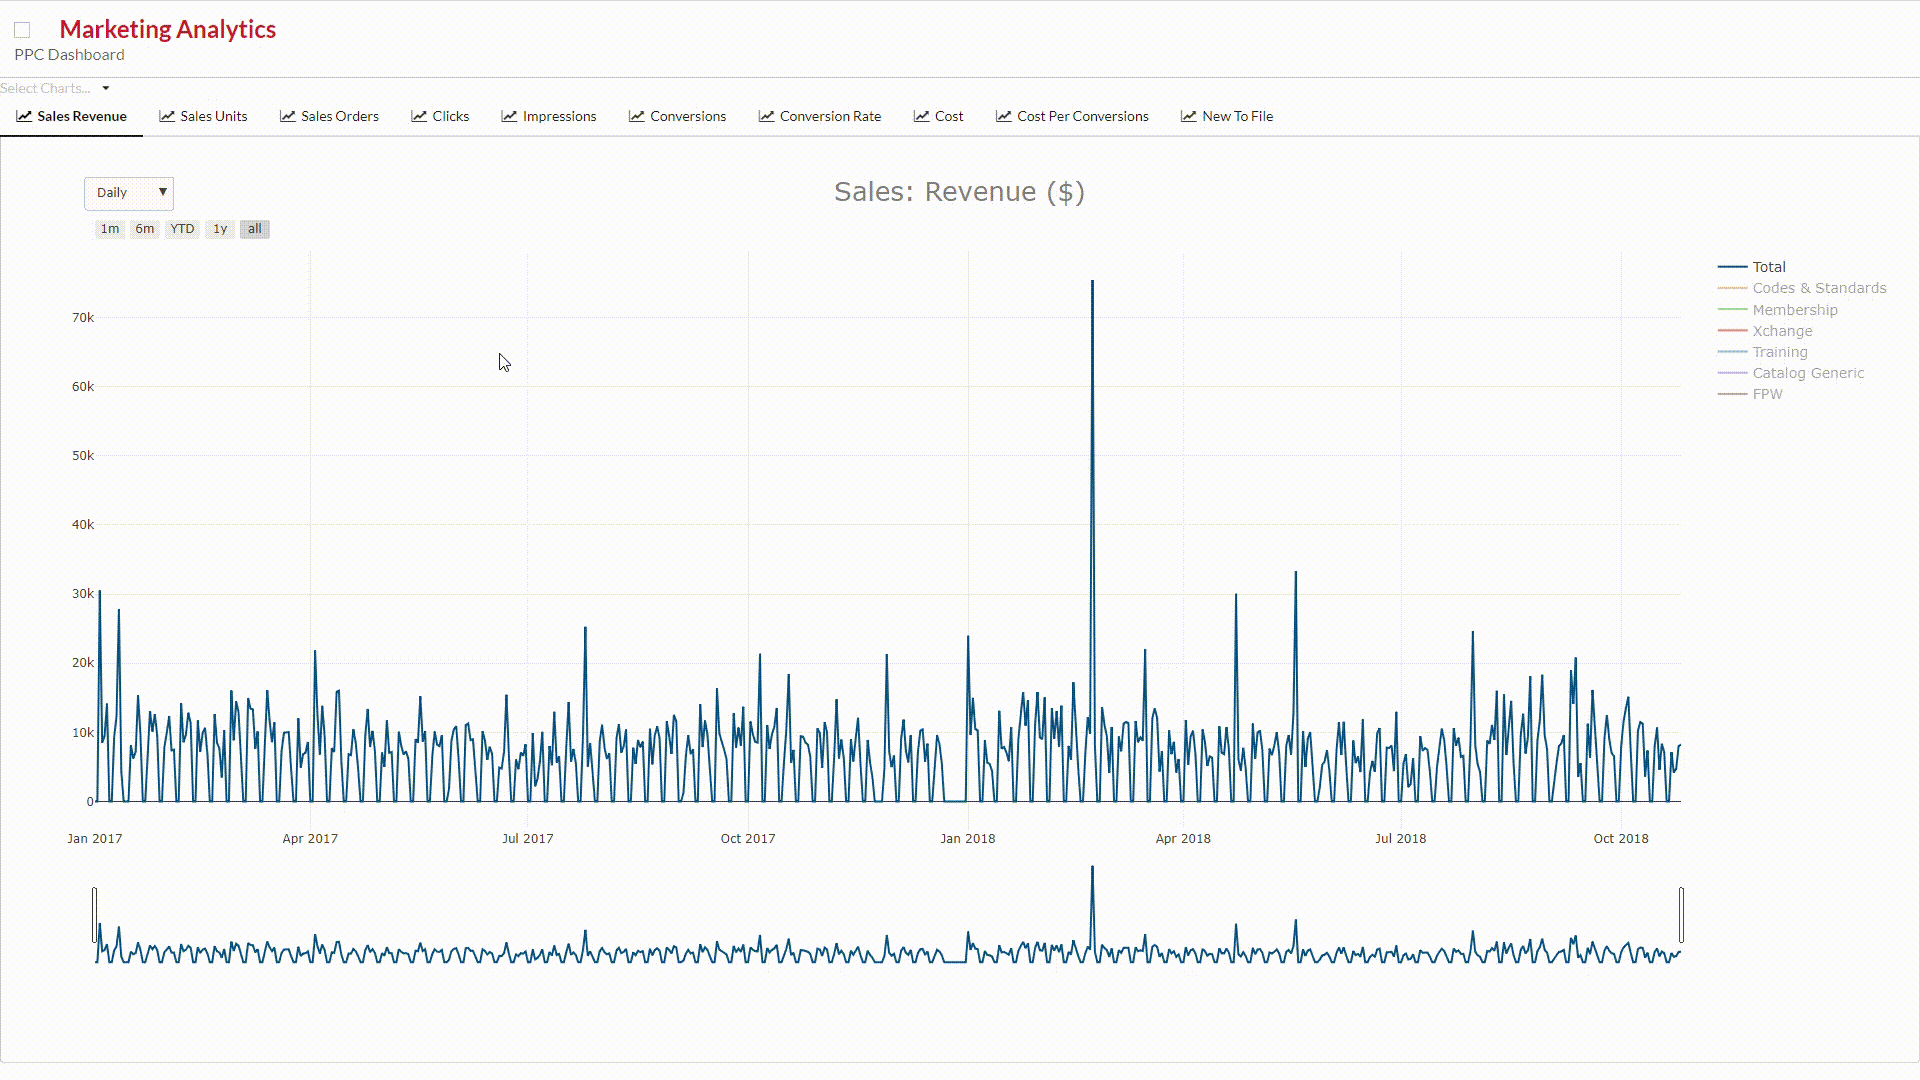 Marketing Analytics
PPC Dashboard
Select Charts...
Sales Revenue Sales Units Sales Orders Clicks Impressions Conversions Conversion Rate Cost Cost Per Conversions New To File
Daily
Sales: Revenue ($)
1m 6m YTD 1y all
Total
Codes & Standards
Membership
Xchange
Training
Catalog Generic
FPW
70k
60k
50k
40k
30k
20k
10k
0
Jan 2017 Apr 2017 Jul 2017 Oct 2017 Jan 2018 Apr 2018 Jul 2018 Oct 2018